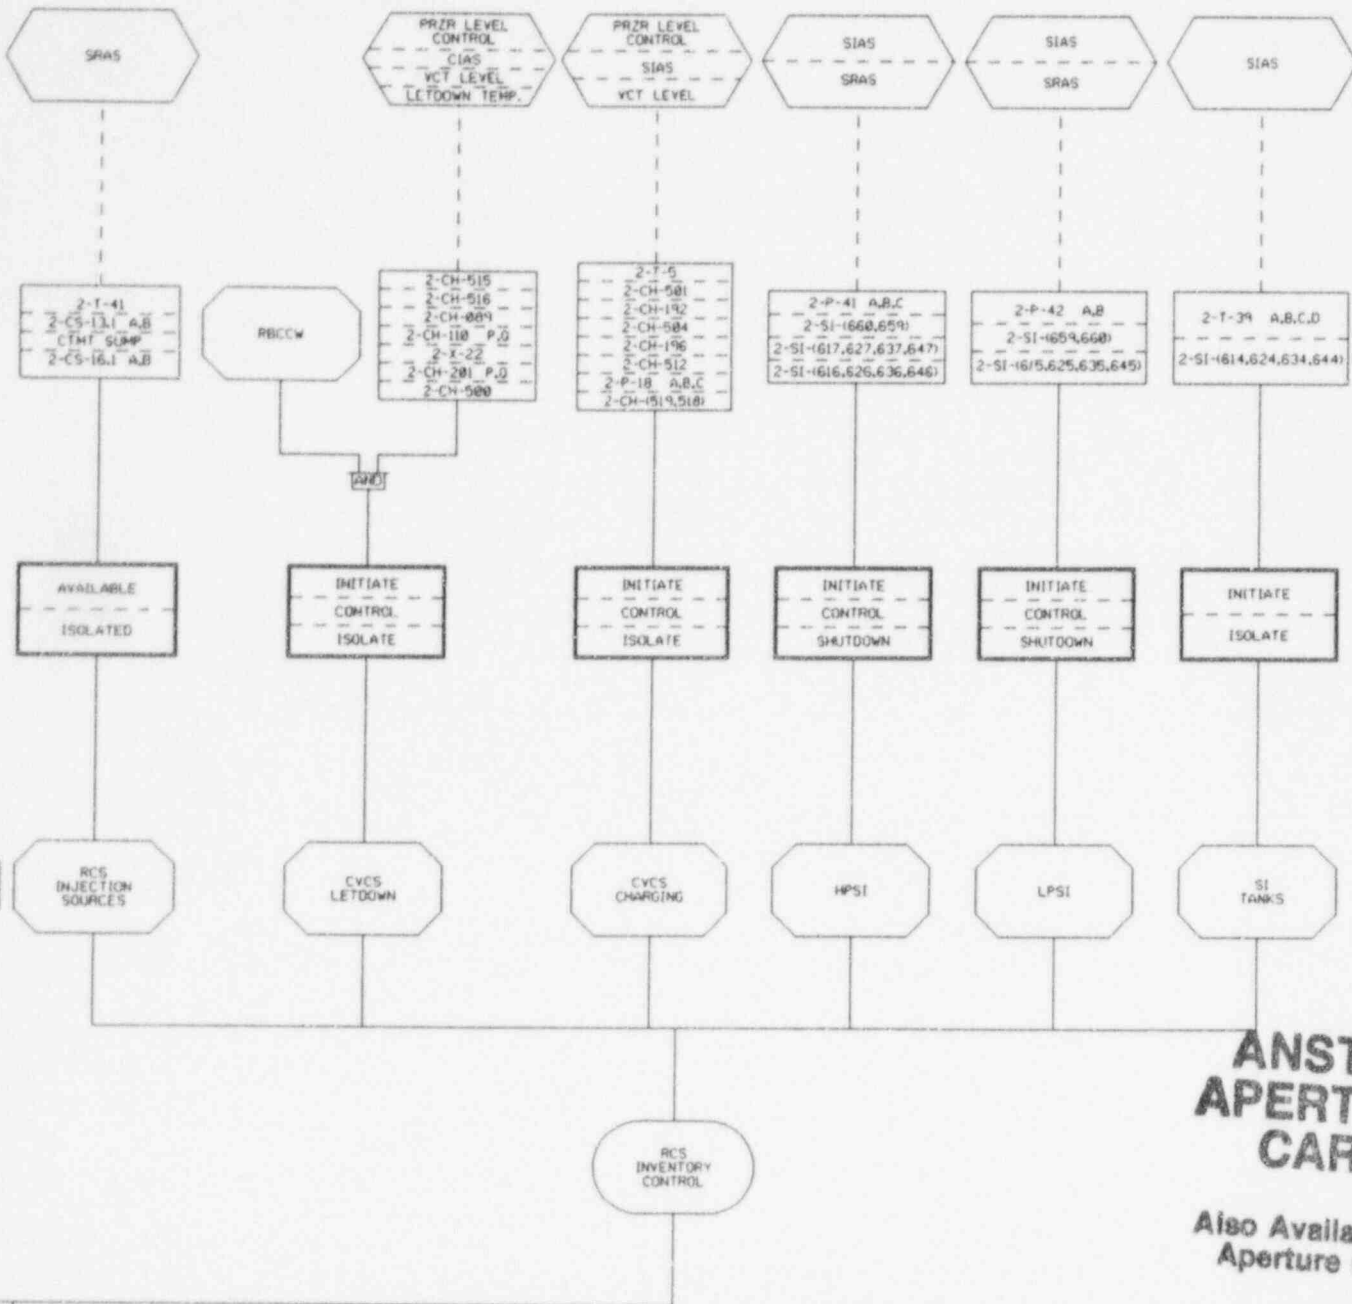 SRAS
PRZR LEVEL
CONTROL
CIAS
VCT LEVEL
LETDOWN TEMP.
PRZR LEVEL
CONTROL
SIAS
VCT LEVEL
SIAS
SRAS
SIAS
SRAS
SIAS
2-T-41
2-CS-13.1 A,B
CTMT SUMP
2-CS-16.1 A,B
RBCCW
2-CH-515
2-CH-516
2-CH-089
2-CH-110 P,Q
2-X-22
2-CH-201 P,Q
2-CH-500
2-T-5
2-CH-501
2-CH-192
2-CH-504
2-CH-196
2-CH-512
2-P-18 A,B,C
2-CH-(519,518)
2-P-41 A,B,C
2-SI-(660,659)
2-SI-(617,627,637,647)
2-SI-(616,626,636,646)
2-P-42 A,B
2-SI-(659,660)
2-SI-(615,625,635,645)
2-T-39 A,B,C,D
2-SI-(614,624,634,644)
AND
AVAILABLE
ISOLATED
INITIATE
CONTROL
ISOLATE
INITIATE
CONTROL
ISOLATE
INITIATE
CONTROL
SHUTDOWN
INITIATE
CONTROL
SHUTDOWN
INITIATE
ISOLATE
RCS
INJECTION
SOURCES
CVCS
LETDOWN
CVCS
CHARGING
HPSI
LPSI
SI
TANKS
RCS
INVENTORY
CONTROL
ANST
APERT
CAR
Also Availa
Aperture